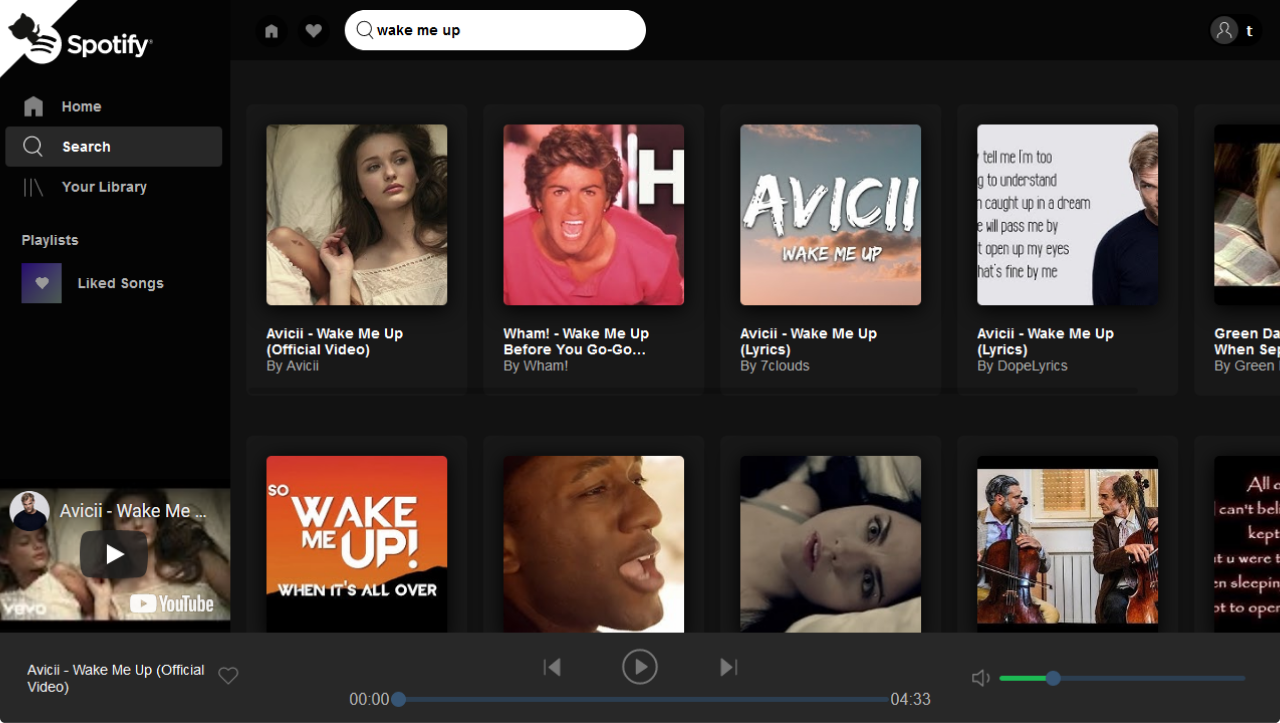 Spotify
wake me up
t
Home
Search
Your Library
Playlists
Liked Songs
H
AVICII
WAKE ME UP
tell me I'm too
g to understand
n caught up in a dream
e will pass me by
t open up my eyes
hat's fine by me
Avicii - Wake Me Up
(Official Video)
By Avicii
Wham! - Wake Me Up
Before You Go-Go...
By Wham!
Avicii - Wake Me Up
(Lyrics)
By 7clouds
Avicii - Wake Me Up
(Lyrics)
By DopeLyrics
Green Da
When Sep
By Green
SO
WAKE
ME UP!
WHEN IT'S ALL OVER
All
can't beli
kept
t u were t
en sleepin
ot to open
Avicii - Wake Me ...
vevo
YouTube
Avicii - Wake Me Up (Official
Video)
00:00
04:33